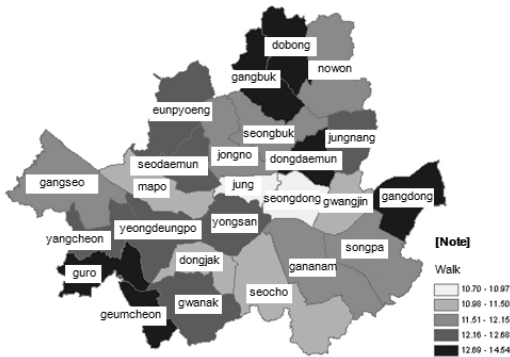 dobong
nowon
gangbuk
eunpyoeng
seongbuk
jungnang
jongno
dongdaemun
seodaemun
gangseo
mapo
jung
seongdong
gwangjin
gangdong
yongsan
yeongdeungpo
yangcheon
songpa
dongjak
gananam
guro
seocho
gwanak
geumcheon
[Note]
Walk
10.70 - 10.97
10.98 - 11.50
11.51 - 12.15
12.16 - 12.68
12.69 - 14.54